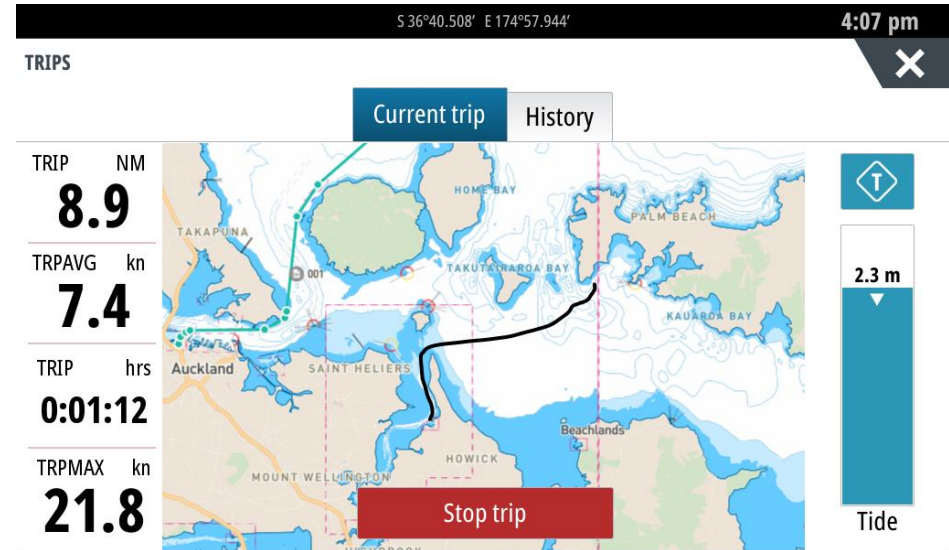 S 36°40.508′ E 174°57.944′
4:07 pm
TRIPS
Current trip
History
TRIP NM
8.9
TRPAVG kn
7.4
TRIP hrs
0:01:12
TRPMAX kn
21.8
HOME BAY
PALM BEACH
TAKAPUNA
001
TAKUTAIRAROA BAY
KAUAROA BAY
Auckland
SAINT HELIERS
Beachlands
HOWICK
MOUNT WELLINGTON
Stop trip
T
2.3 m
Tide